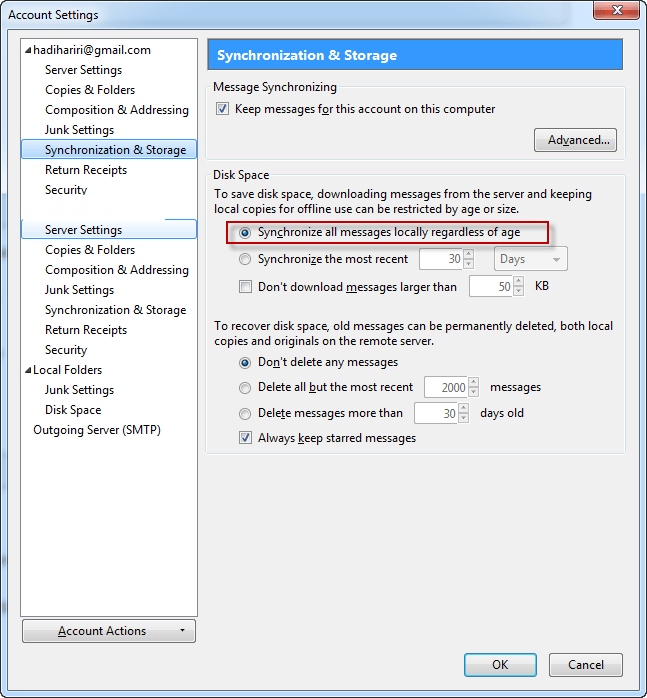 Account Settings
hadihariri@gmail.com
Server Settings
Copies & Folders
Composition & Addressing
Junk Settings
Synchronization & Storage
Return Receipts
Security
Server Settings
Copies & Folders
Composition & Addressing
Junk Settings
Synchronization & Storage
Return Receipts
Security
Local Folders
Junk Settings
Disk Space
Outgoing Server (SMTP)
Account Actions
Synchronization & Storage
Message Synchronizing
Keep messages for this account on this computer
Advanced...
Disk Space
To save disk space, downloading messages from the server and keeping
local copies for offline use can be restricted by age or size.
Synchronize all messages locally regardless of age
Synchronize the most recent 30 Days
Don't download messages larger than 50 KB
To recover disk space, old messages can be permanently deleted, both local
copies and originals on the remote server.
Don't delete any messages
Delete all but the most recent 2000 messages
Delete messages more than 30 days old
Always keep starred messages
OK Cancel